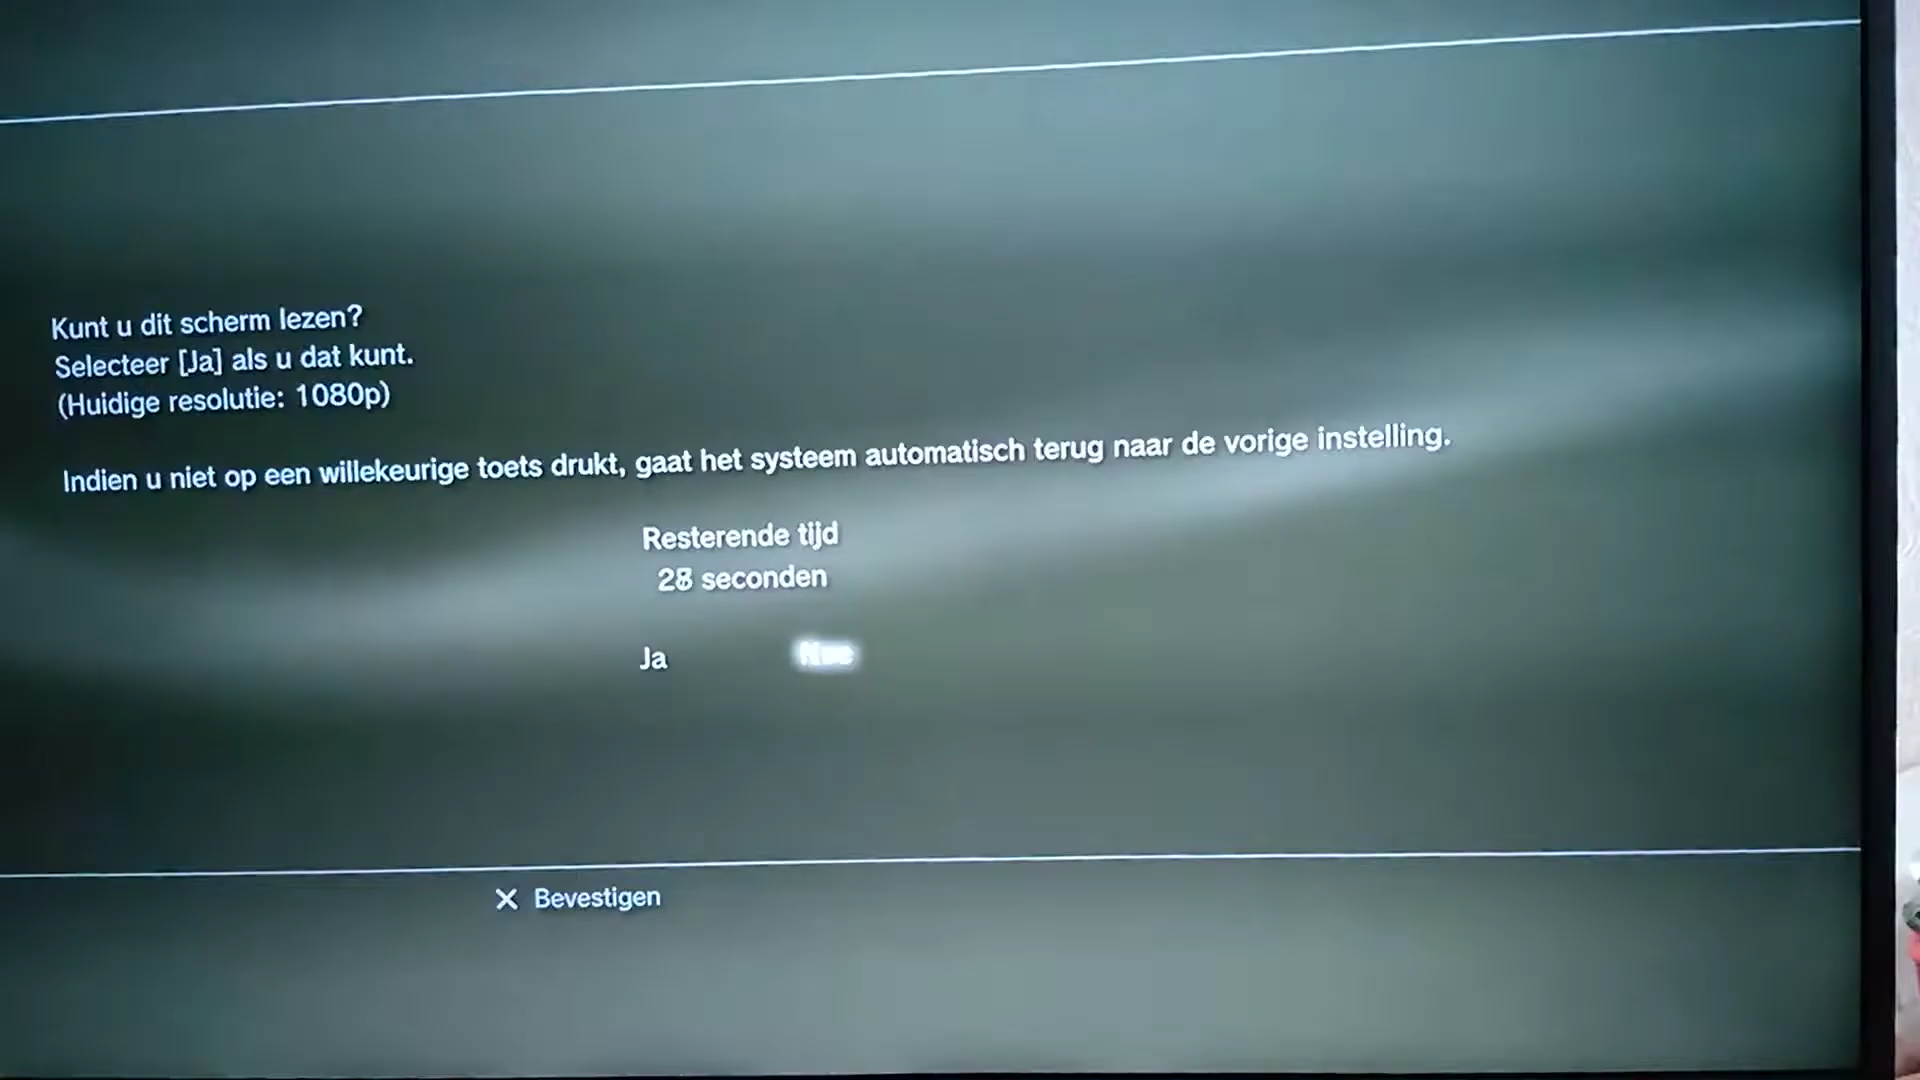 Kunt u dit scherm lezen?
Selecteer [Ja] als u dat kunt.
(Huidige resolutie: 1080p)
Indien u niet op een willekeurige toets drukt, gaat het systeem automatisch terug naar de vorige instelling.
Resterende tijd
seconden
Ja Nee
X Bevestigen